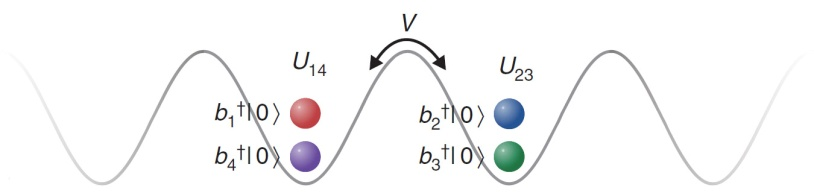 V
U₁₄
U₂₃
b₁†|0⟩
b₂†|0⟩
b₄†|0⟩
b₃†|0⟩